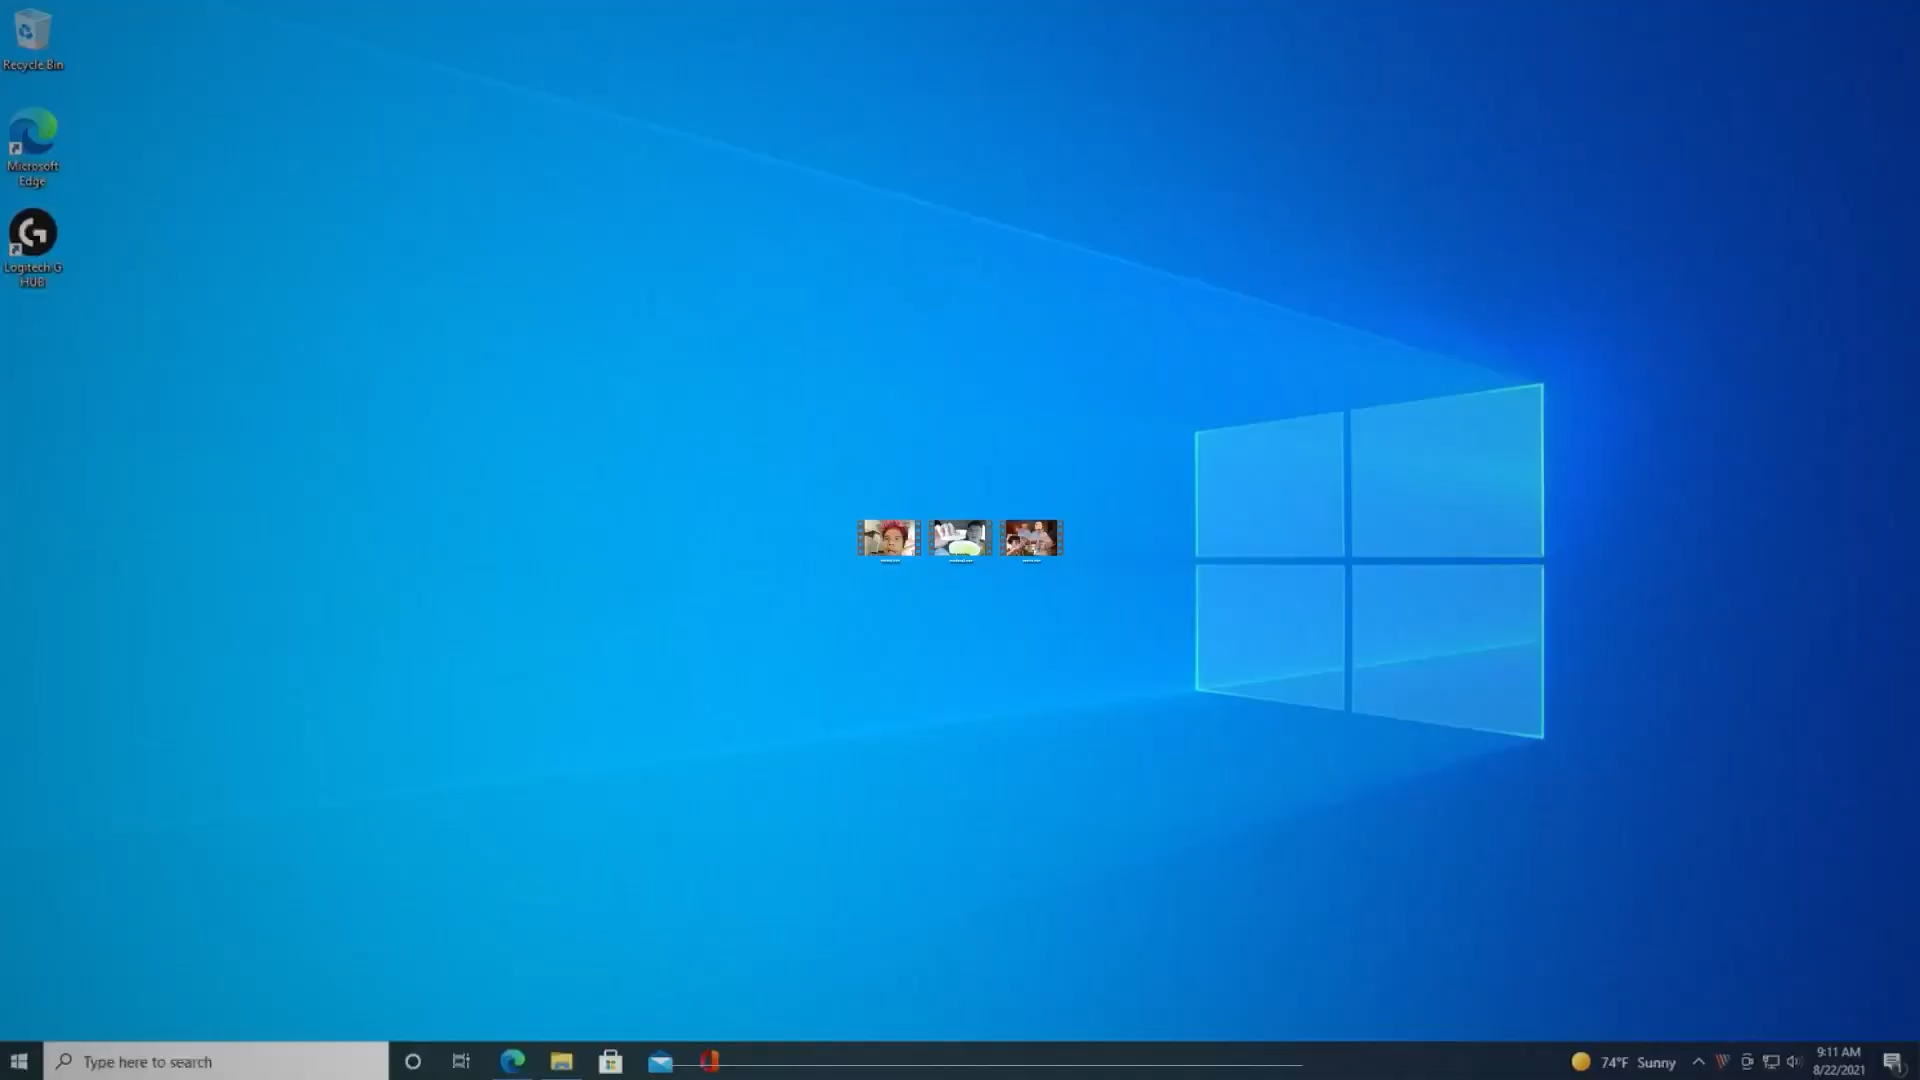 Recycle Bin
Microsoft
Edge
Logitech G
HUB
Type here to search
74°F Sunny
9:11 AM
8/22/2021